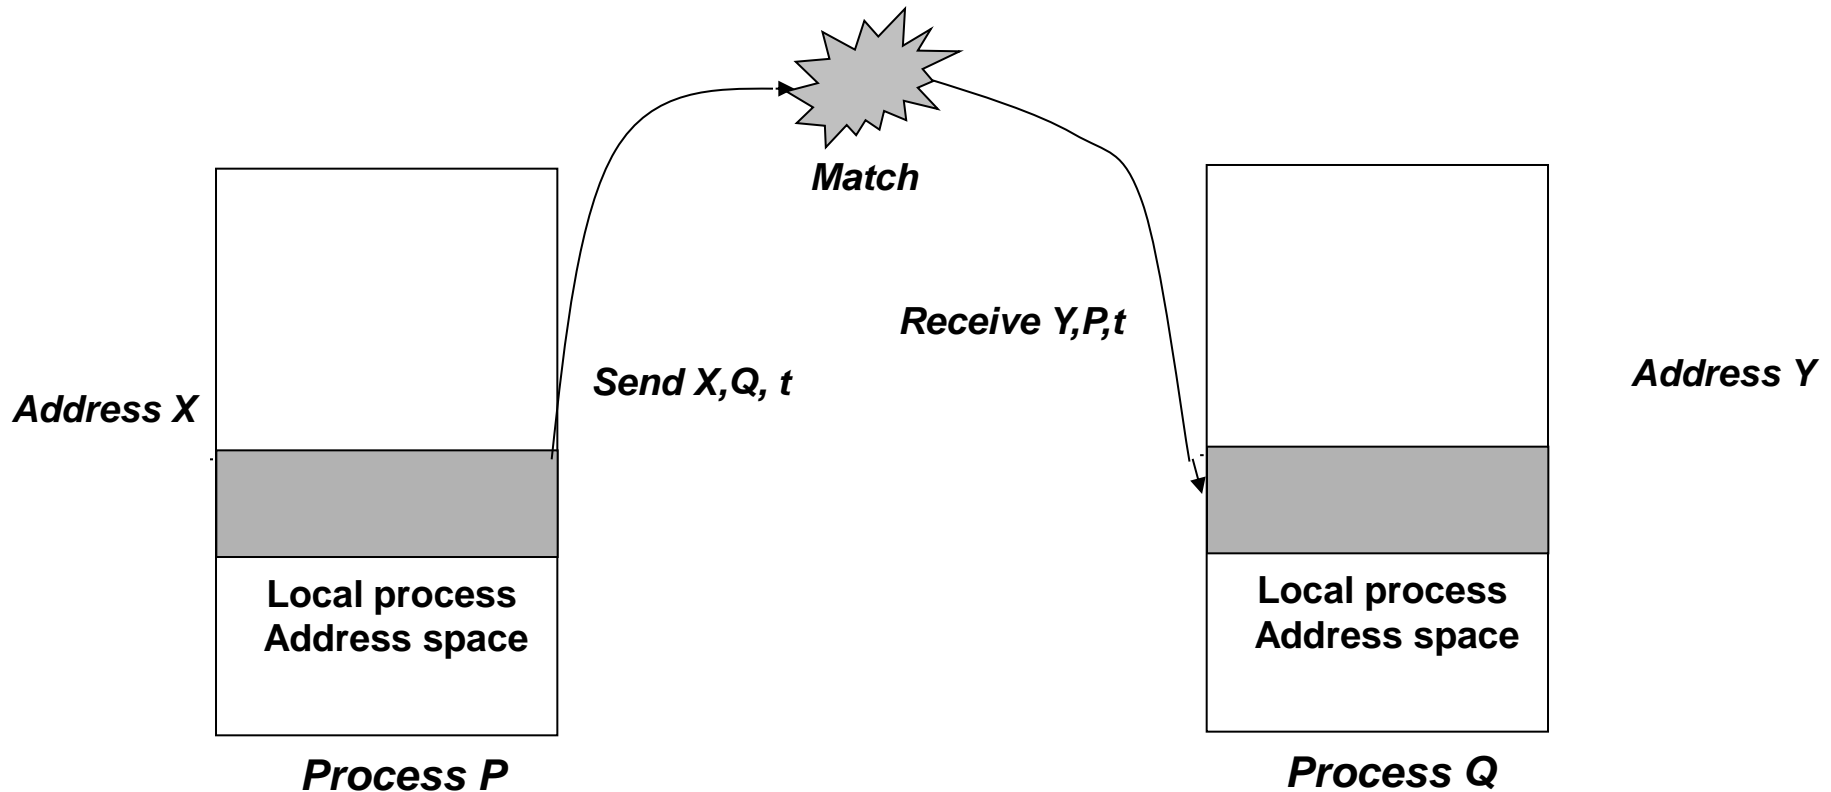 Match
Receive Y,P,t
Send X,Q, t
Address X
Address Y
Local process
Address space
Local process
Address space
Process P
Process Q